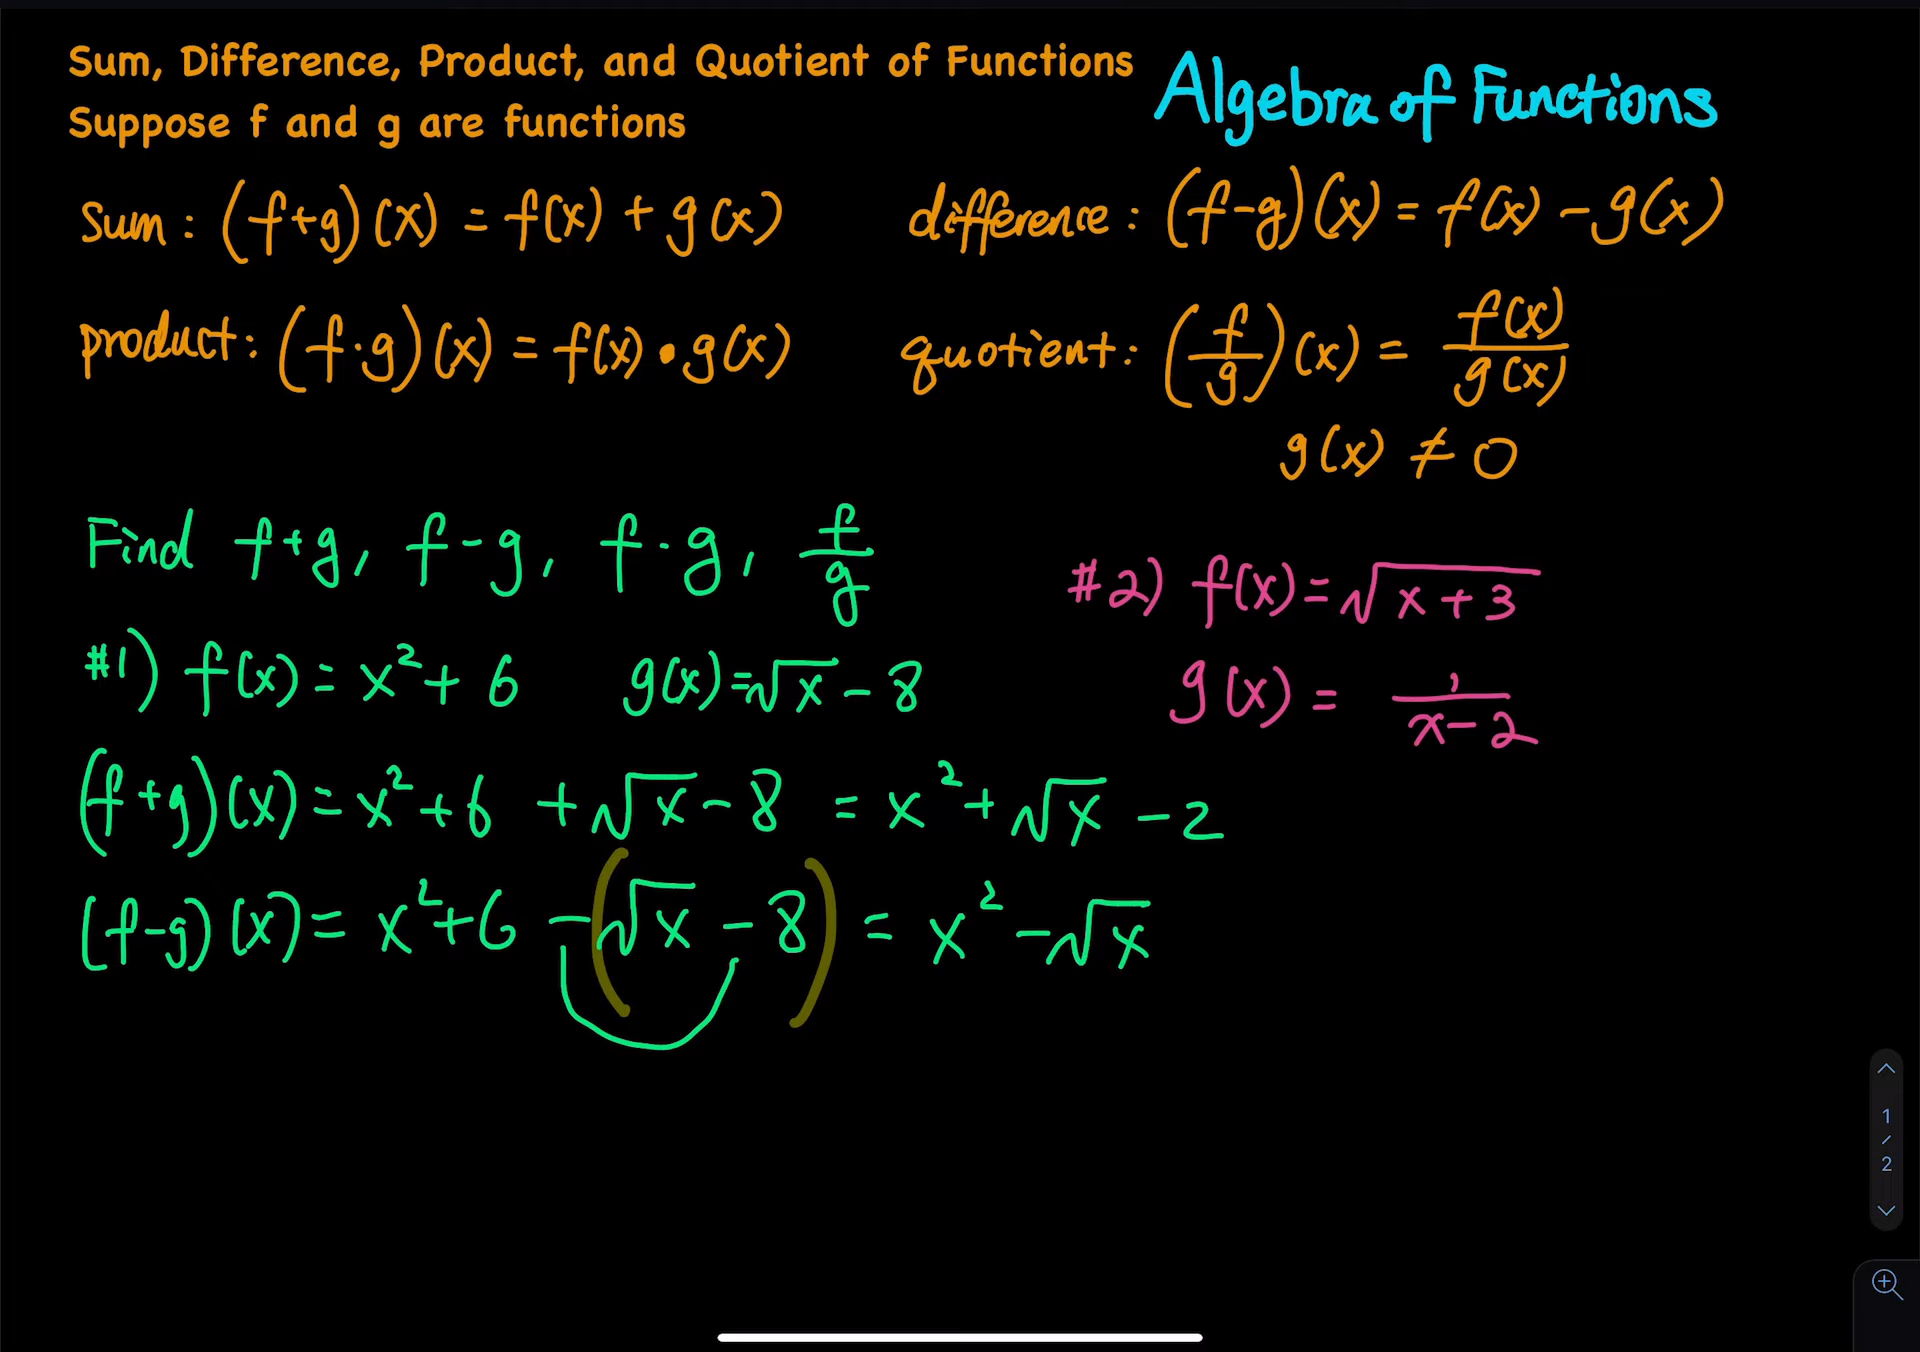 Sum, Difference, Product, and Quotient of Functions
Algebra of Functions
Suppose f and g are functions
Sum: (f+g)(x) = f(x) + g(x)
difference: (f-g)(x) = f(x) - g(x)
product: (f·g)(x) = f(x) • g(x)
quotient: (f/g)(x) = f(x)/g(x)
g(x) ≠ 0
Find f+g, f-g, f·g, f/g
#1) f(x) = x² + 6 g(x) = √x - 8
(f+g)(x) = x² + 6 + √x - 8 = x² + √x - 2
(f-g)(x) = x² + 6 - (√x - 8) = x² - √x
#2) f(x) = √(x + 3)
g(x) = 1/(x - 2)
1
/
2